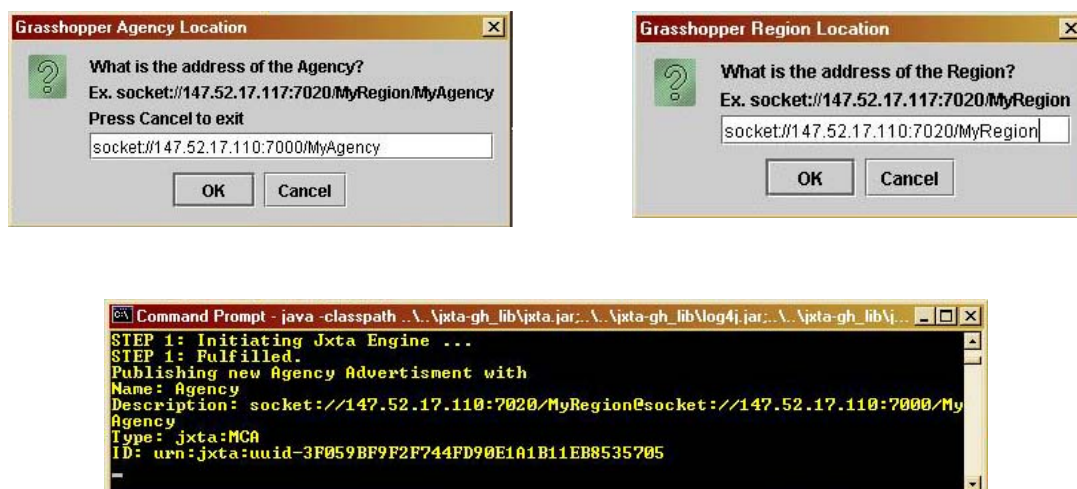 Grasshopper Agency Location
What is the address of the Agency?
Ex. socket://147.52.17.117:7020/MyRegion/MyAgency
Press Cancel to exit
socket://147.52.17.110:7000/MyAgency
OK Cancel
Grasshopper Region Location
What is the address of the Region?
Ex. socket://147.52.17.117:7020/MyRegion
socket://147.52.17.110:7020/MyRegion
OK Cancel
Command Prompt - java -classpath ..\..\jxta-gh_lib\jxta.jar;..\..\jxta-gh_lib\log4j.jar;..\..\jxta-gh_lib\j...
STEP 1: Initiating Jxta Engine ...
STEP 1: Fulfilled.
Publishing new Agency Advertisment with
Name: Agency
Description: socket://147.52.17.110:7020/MyRegion@socket://147.52.17.110:7000/My
Agency
Type: jxta:MCA
ID: urn:jxta:uuid-3F059BF9F2F744FD90E1A1B11EB8535705